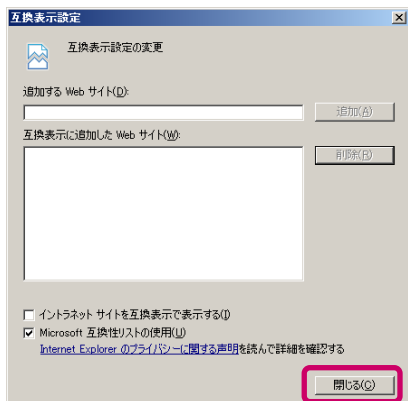 互換表示設定
互換表示設定の変更
追加する Web サイト(D):
追加(A)
互換表示に追加した Web サイト(W):
削除(R)
イントラネット サイトを互換表示で表示する(I)
Microsoft 互換性リストの使用(U)
Internet Explorer のプライバシーに関する声明を読んで詳細を確認する
閉じる(C)